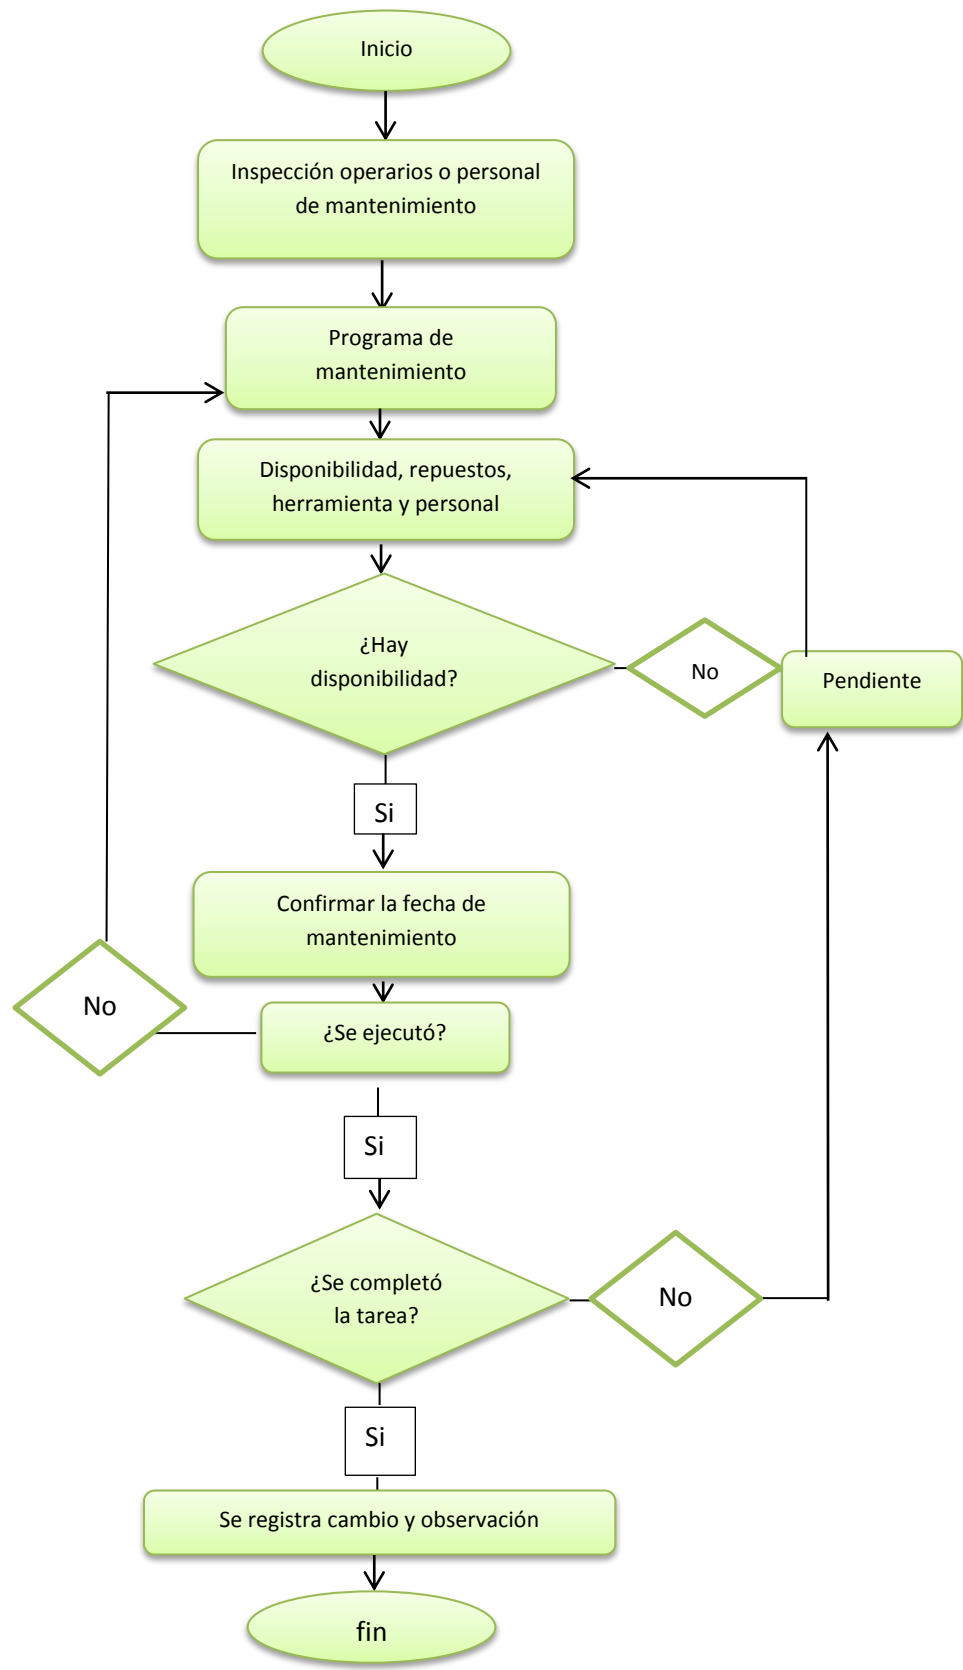 Inicio
Inspección operarios o personal
de mantenimiento
Programa de
mantenimiento
Disponibilidad, repuestos,
herramienta y personal
¿Hay
disponibilidad?
No
Pendiente
Si
Confirmar la fecha de
mantenimiento
No
¿Se ejecutó?
Si
¿Se completó
la tarea?
No
Si
Se registra cambio y observación
fin